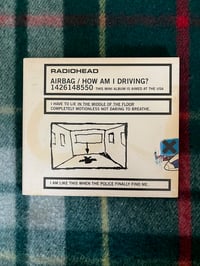 RADIOHEAD
AIRBAG / HOW AM I DRIVING?
1426148550 THIS MINI ALBUM IS AIMED AT THE USA
I HAVE TO LIE IN THE MIDDLE OF THE FLOOR
COMPLETELY MOTIONLESS NOT DARING TO BREATHE.
I AM LIKE THIS WHEN THE POLICE FINALLY FIND ME.